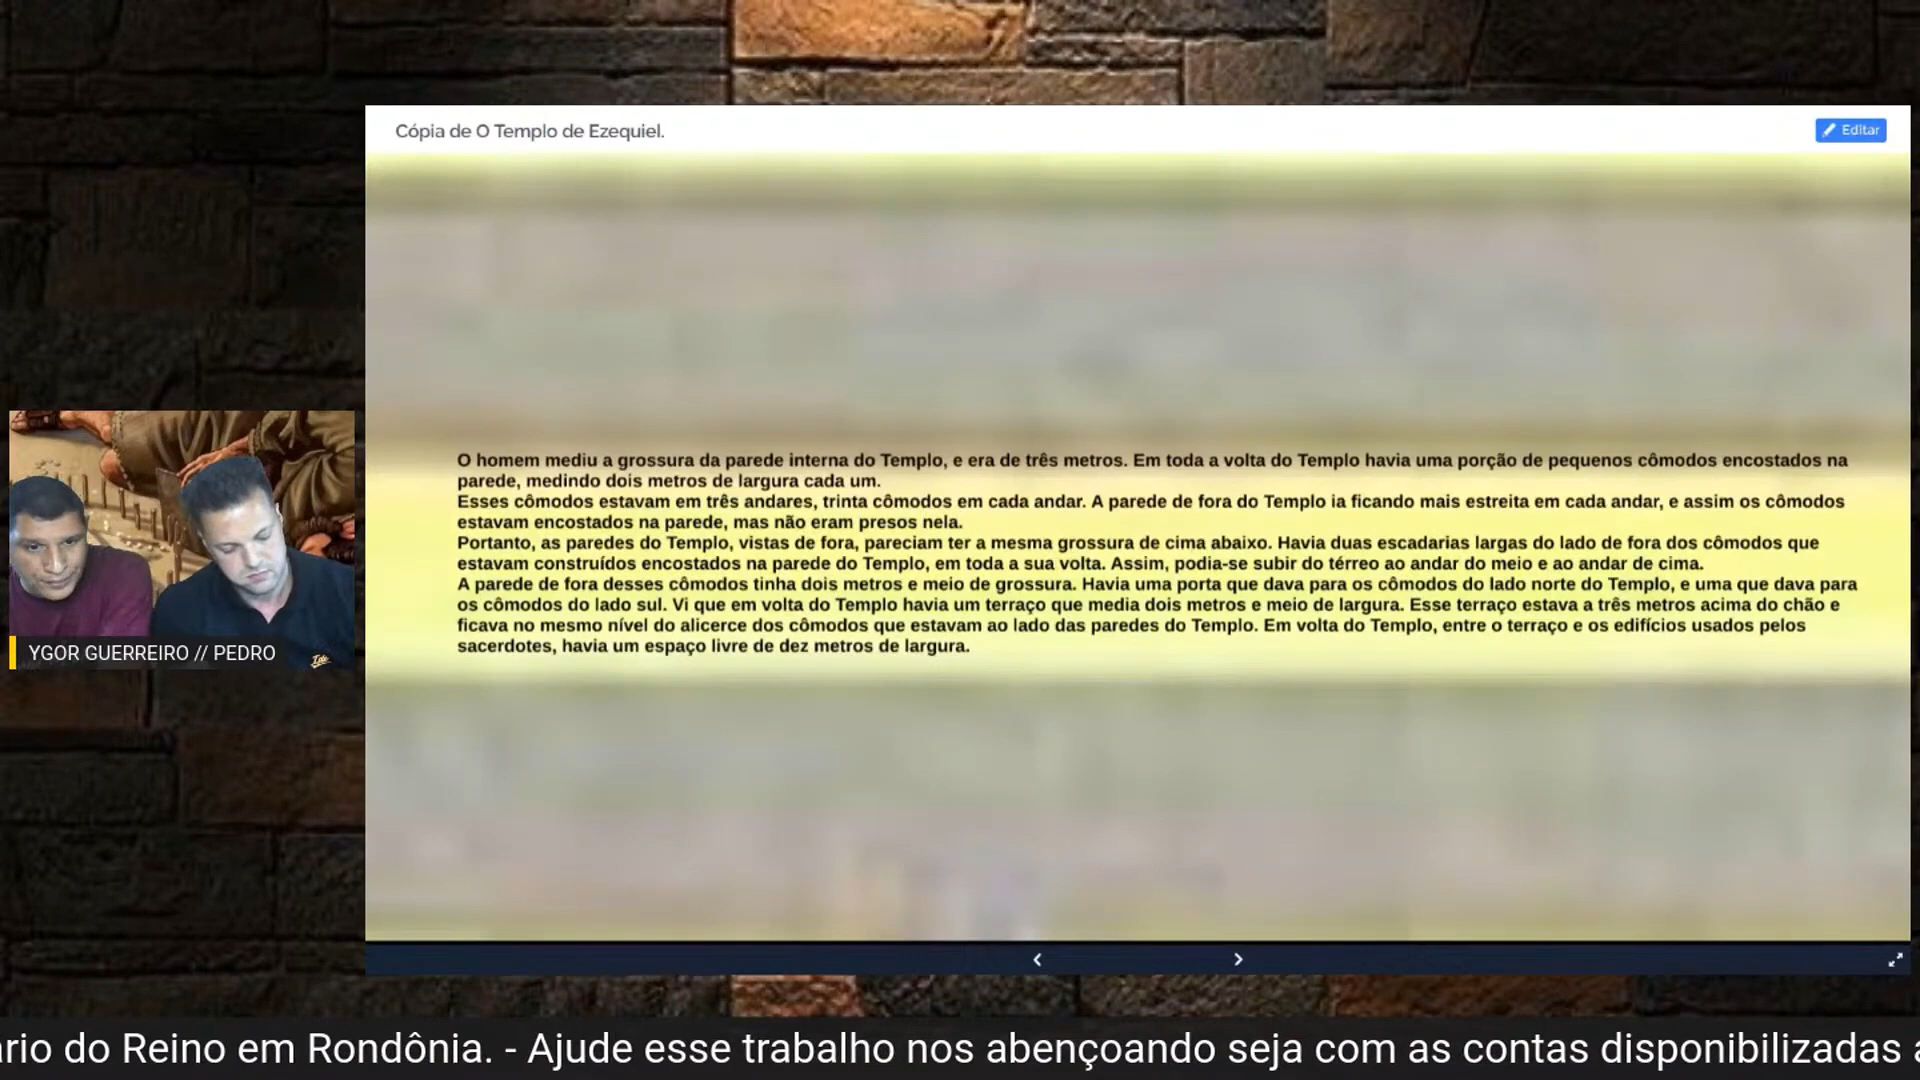 Cópia de O Templo de Ezequiel.
Editar
O homem mediu a grossura da parede interna do Templo, e era de três metros. Em toda a volta do Templo havia uma porção de pequenos cômodos encostados na
parede, medindo dois metros de largura cada um.
Esses cômodos estavam em três andares, trinta cômodos em cada andar. A parede de fora do Templo ia ficando mais estreita em cada andar, e assim os cômodos
estavam encostados na parede, mas não eram presos nela.
Portanto, as paredes do Templo, vistas de fora, pareciam ter a mesma grossura de cima abaixo. Havia duas escadarias largas do lado de fora dos cômodos que
estavam construídos encostados na parede do Templo, em toda a sua volta. Assim, podia-se subir do térreo ao andar do meio e ao andar de cima.
A parede de fora desses cômodos tinha dois metros e meio de grossura. Havia uma porta que dava para os cômodos do lado norte do Templo, e uma que dava para
os cômodos do lado sul. Vi que em volta do Templo havia um terraço que media dois metros e meio de largura. Esse terraço estava a três metros acima do chão e
ficava no mesmo nível do alicerce dos cômodos que estavam ao lado das paredes do Templo. Em volta do Templo, entre o terraço e os edifícios usados pelos
sacerdotes, havia um espaço livre de dez metros de largura.
YGOR GUERREIRO // PEDRO
do Reino em Rondônia. - Ajude esse trabalho nos abençoando seja com as contas disponibilizadas